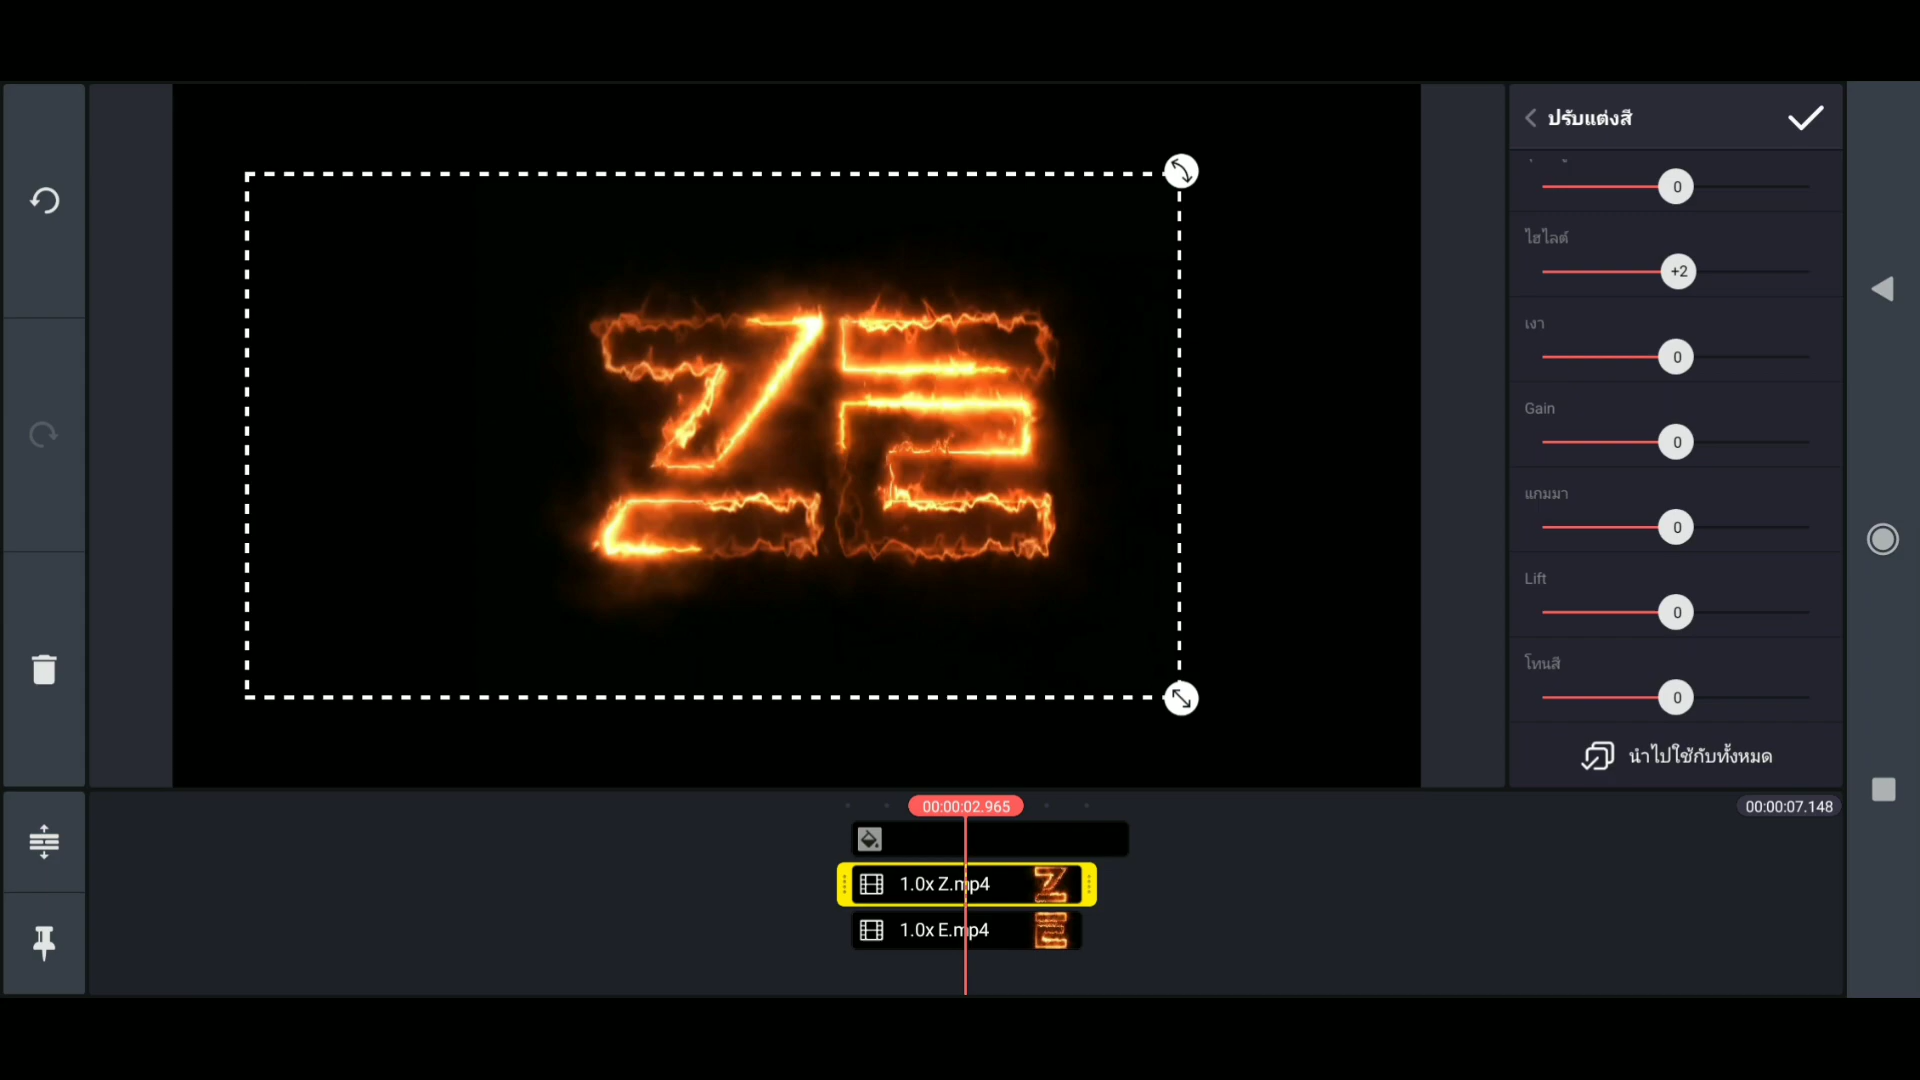 ปรับแต่งสี
0
ไฮไลต์
+2
เงา
0
Gain
0
แกมมา
0
Lift
0
โทนสี
0
นำไปใช้กับทั้งหมด
ZE
00:00:02.965
00:00:07.148
1.0x Z.mp4
Z
1.0x E.mp4
E